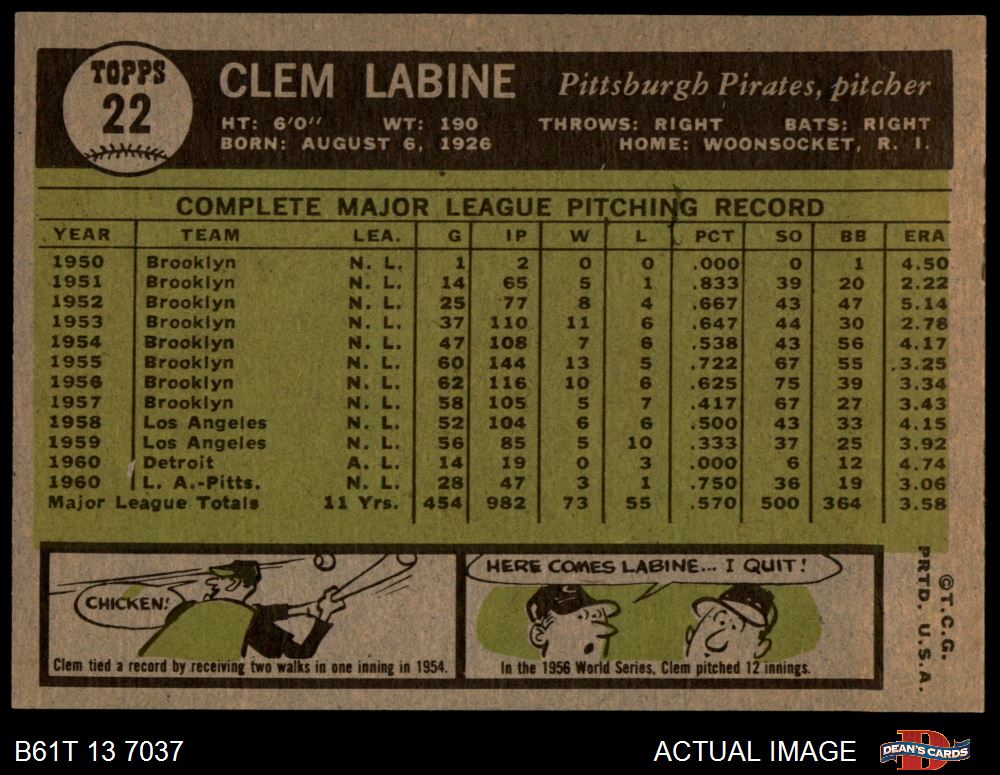 TOPPS
22
CLEM LABINE Pittsburgh Pirates, pitcher
HT: 6'0" WT: 190 THROWS: RIGHT BATS: RIGHT
BORN: AUGUST 6, 1926 HOME: WOONSOCKET, R. I.
COMPLETE MAJOR LEAGUE PITCHING RECORD
YEAR TEAM LEA. G IP W L PCT SO BB ERA
1950 Brooklyn N. L. 1 2 0 0 .000 0 1 4.50
1951 Brooklyn N. L. 14 65 5 1 .833 39 20 2.22
1952 Brooklyn N. L. 25 77 8 4 .667 43 47 5.14
1953 Brooklyn N. L. 37 110 11 6 .647 44 30 2.78
1954 Brooklyn N. L. 47 108 7 6 .538 43 56 4.17
1955 Brooklyn N. L. 60 144 13 5 .722 67 55 3.25
1956 Brooklyn N. L. 62 116 10 6 .625 75 39 3.34
1957 Brooklyn N. L. 58 105 5 7 .417 67 27 3.43
1958 Los Angeles N. L. 52 104 6 6 .500 43 33 4.15
1959 Los Angeles N. L. 56 85 5 10 .333 37 25 3.92
1960 Detroit A. L. 14 19 0 3 .000 6 12 4.74
1960 L. A.-Pitts. N. L. 28 47 3 1 .750 36 19 3.06
Major League Totals 11 Yrs. 454 982 73 55 .570 500 364 3.58
CHICKEN!
Clem tied a record by receiving two walks in one inning in 1954.
HERE COMES LABINE... I QUIT!
In the 1956 World Series, Clem pitched 12 innings.
©T.C.G.
PRTD. U.S.A.
B61T 13 7037
ACTUAL IMAGE
DEAN'S CARDS